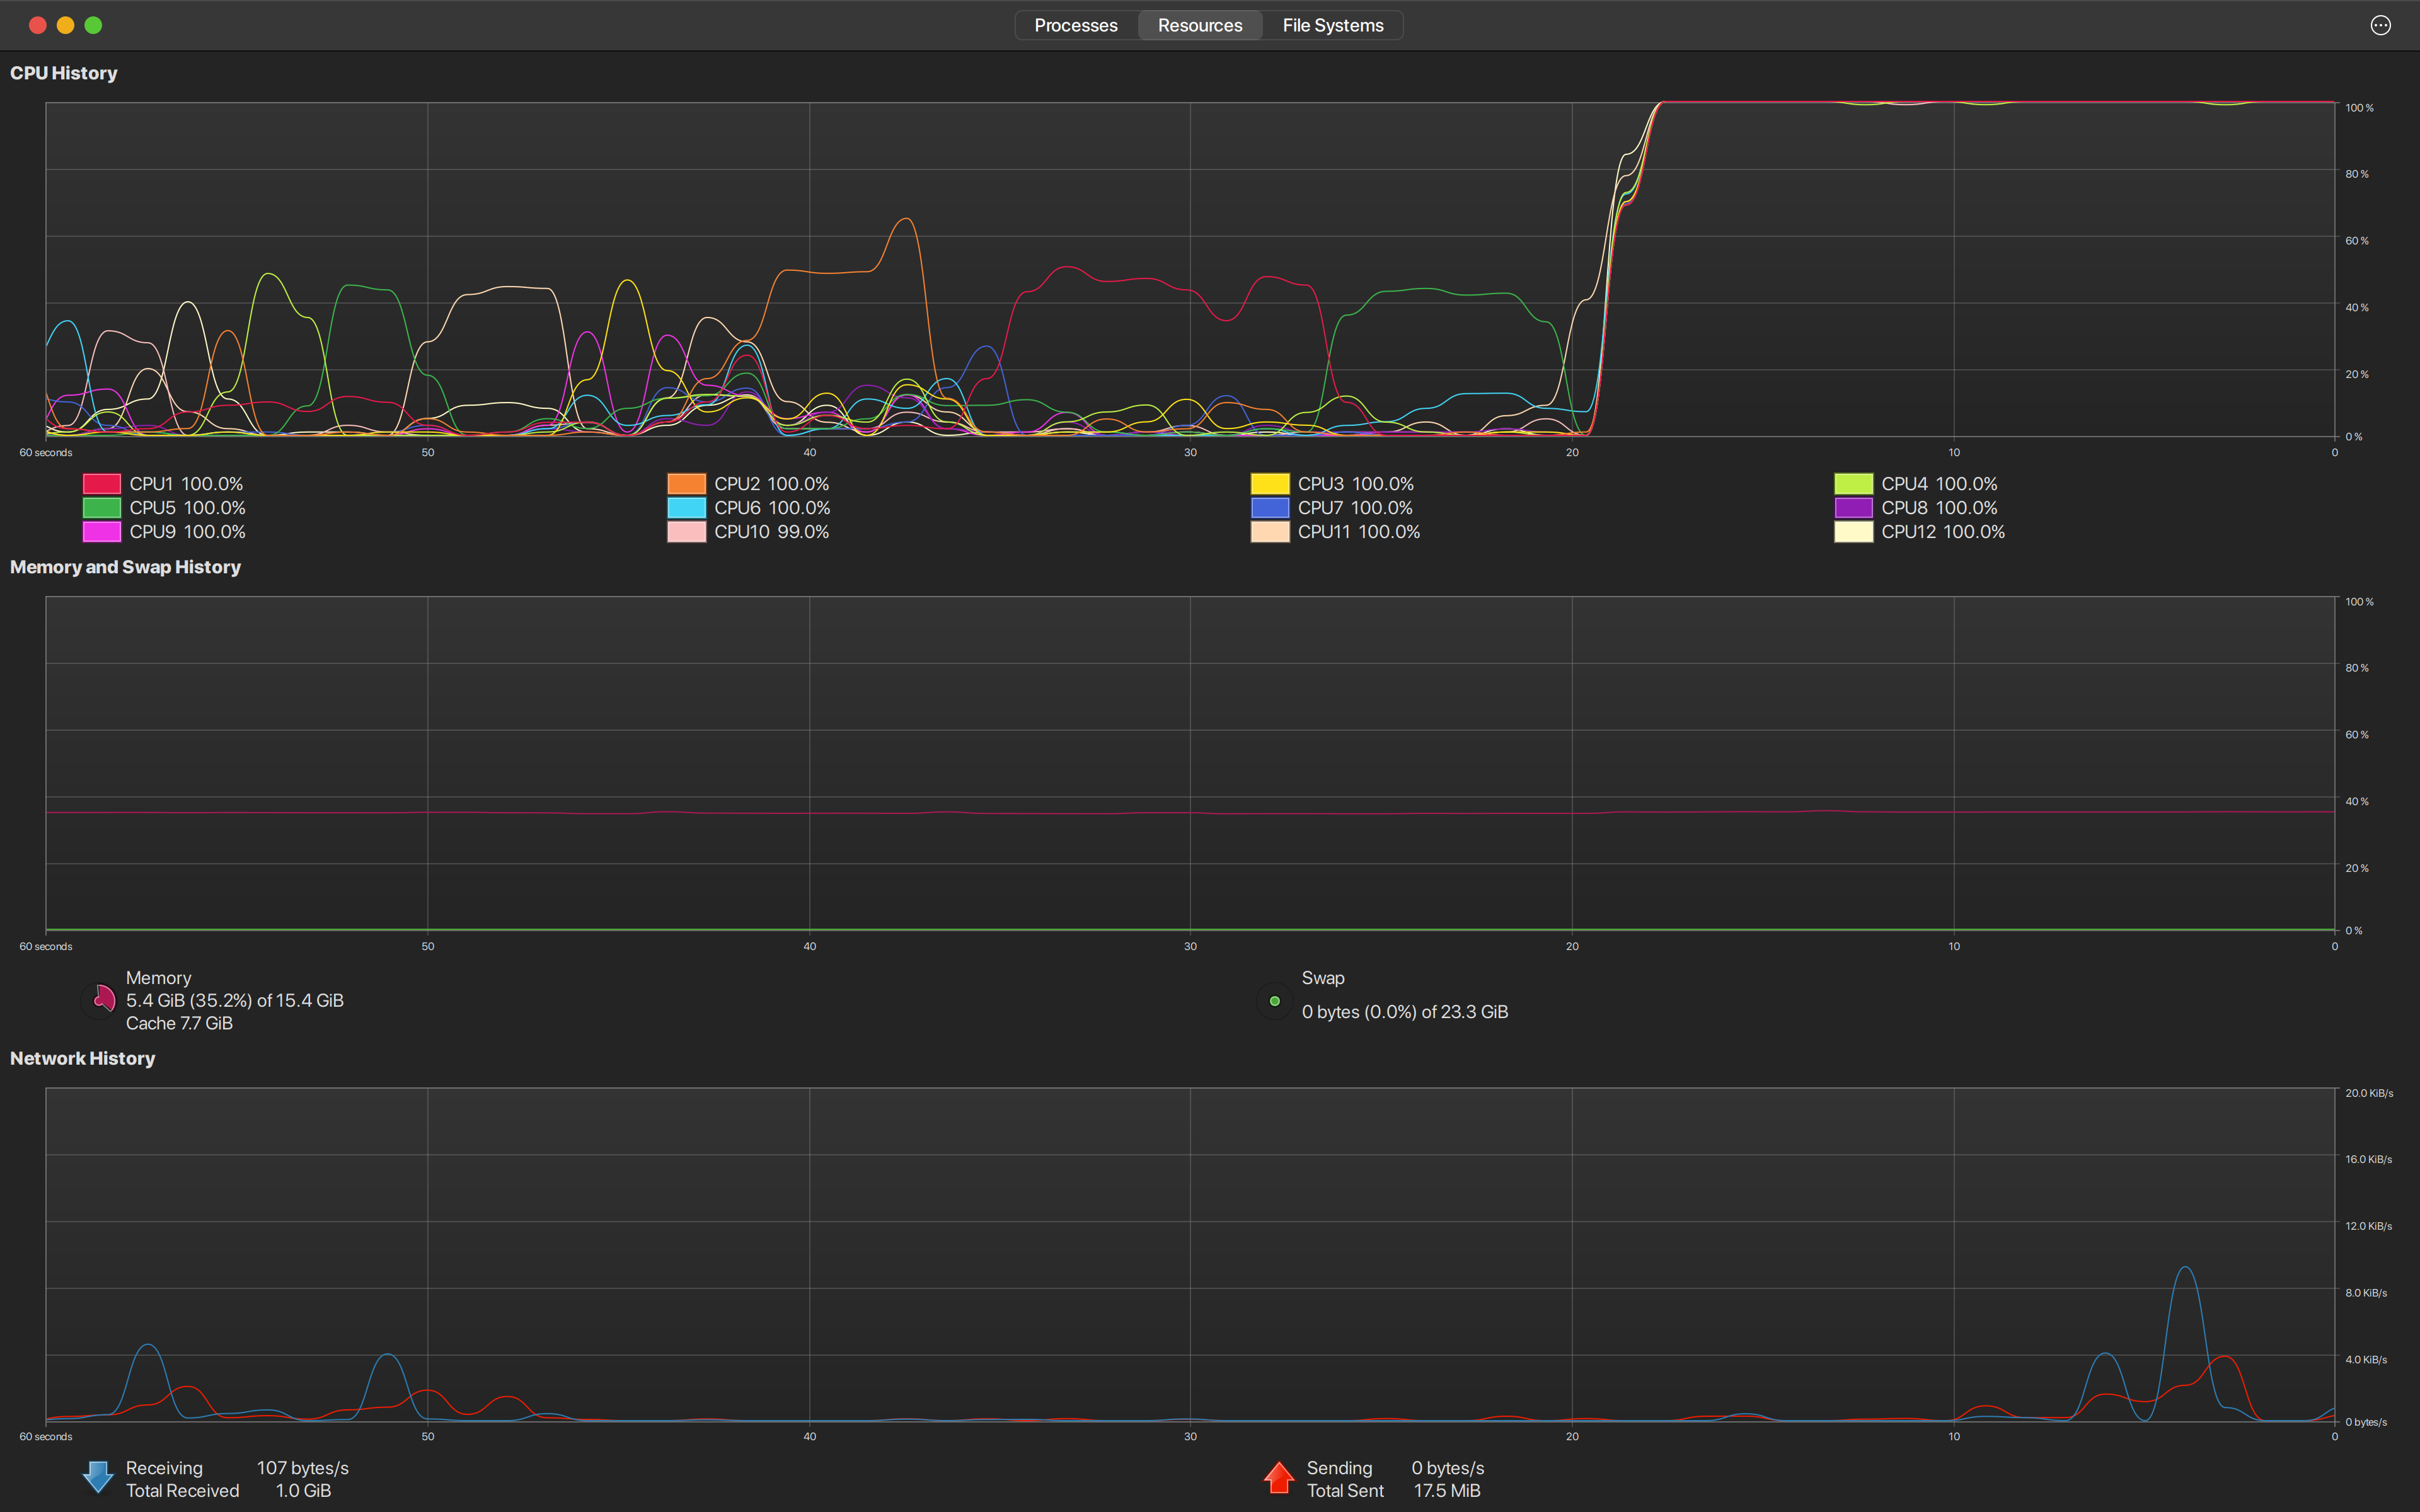 Processes Resources File Systems
CPU History
100 %
80 %
60 %
40 %
20 %
0 %
60 seconds 50 40 30 20 10 0
CPU1 100.0% CPU2 100.0% CPU3 100.0% CPU4 100.0%
CPU5 100.0% CPU6 100.0% CPU7 100.0% CPU8 100.0%
CPU9 100.0% CPU10 99.0% CPU11 100.0% CPU12 100.0%
Memory and Swap History
100 %
80 %
60 %
40 %
20 %
0 %
60 seconds 50 40 30 20 10 0
Memory
5.4 GiB (35.2%) of 15.4 GiB
Cache 7.7 GiB
Swap
0 bytes (0.0%) of 23.3 GiB
Network History
20.0 KiB/s
16.0 KiB/s
12.0 KiB/s
8.0 KiB/s
4.0 KiB/s
0 bytes/s
60 seconds 50 40 30 20 10 0
Receiving 107 bytes/s
Total Received 1.0 GiB
Sending 0 bytes/s
Total Sent 17.5 MiB